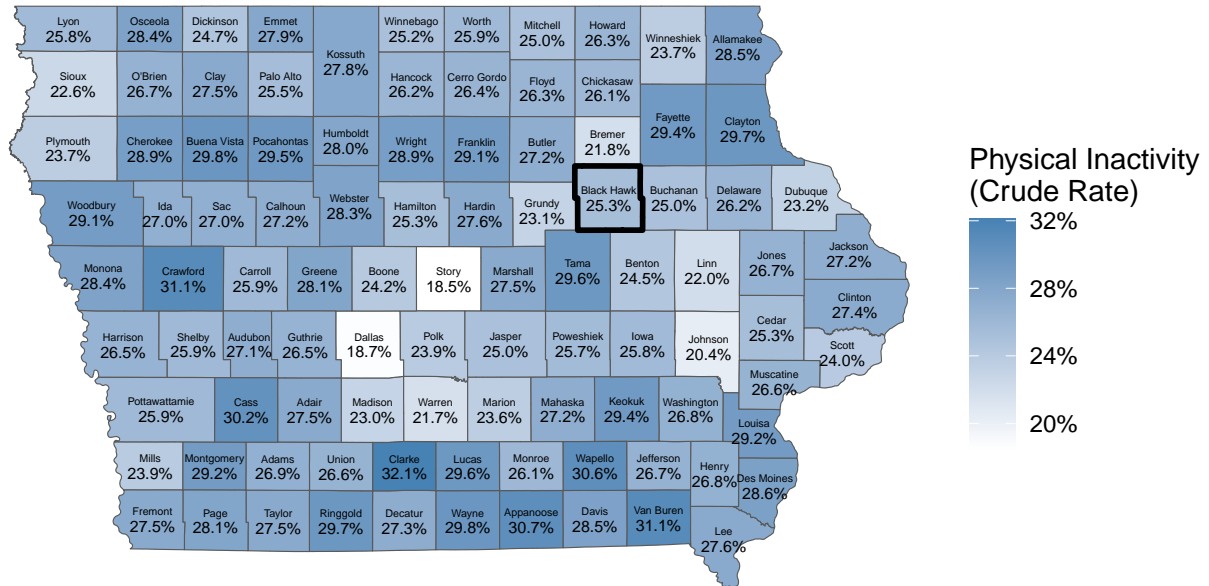 Lyon
25.8%
Osceola
28.4%
Dickinson
24.7%
Emmet
27.9%
Kossuth
27.8%
Winnebago
25.2%
Worth
25.9%
Mitchell
25.0%
Howard
26.3%
Winneshiek
23.7%
Allamakee
28.5%
Sioux
22.6%
O'Brien
26.7%
Clay
27.5%
Palo Alto
25.5%
Hancock
26.2%
Cerro Gordo
26.4%
Floyd
26.3%
Chickasaw
26.1%
Plymouth
23.7%
Cherokee
28.9%
Buena Vista
29.8%
Pocahontas
29.5%
Humboldt
28.0%
Wright
28.9%
Franklin
29.1%
Butler
27.2%
Bremer
21.8%
Fayette
29.4%
Clayton
29.7%
Woodbury
29.1%
Ida
27.0%
Sac
27.0%
Calhoun
27.2%
Webster
28.3%
Hamilton
25.3%
Hardin
27.6%
Grundy
23.1%
Black Hawk
25.3%
Buchanan
25.0%
Delaware
26.2%
Dubuque
23.2%
Monona
28.4%
Crawford
31.1%
Carroll
25.9%
Greene
28.1%
Boone
24.2%
Story
18.5%
Marshall
27.5%
Tama
29.6%
Benton
24.5%
Linn
22.0%
Jones
26.7%
Jackson
27.2%
Clinton
27.4%
Harrison
26.5%
Shelby
25.9%
Audubon
27.1%
Guthrie
26.5%
Dallas
18.7%
Polk
23.9%
Jasper
25.0%
Poweshiek
25.7%
Iowa
25.8%
Johnson
20.4%
Cedar
25.3%
Scott
24.0%
Muscatine
26.6%
Pottawattamie
25.9%
Cass
30.2%
Adair
27.5%
Madison
23.0%
Warren
21.7%
Marion
23.6%
Mahaska
27.2%
Keokuk
29.4%
Washington
26.8%
Louisa
29.2%
Mills
23.9%
Montgomery
29.2%
Adams
26.9%
Union
26.6%
Clarke
32.1%
Lucas
29.6%
Monroe
26.1%
Wapello
30.6%
Jefferson
26.7%
Henry
26.8%
Des Moines
28.6%
Fremont
27.5%
Page
28.1%
Taylor
27.5%
Ringgold
29.7%
Decatur
27.3%
Wayne
29.8%
Appanoose
30.7%
Davis
28.5%
Van Buren
31.1%
Lee
27.6%
Physical Inactivity
(Crude Rate)
32%
28%
24%
20%